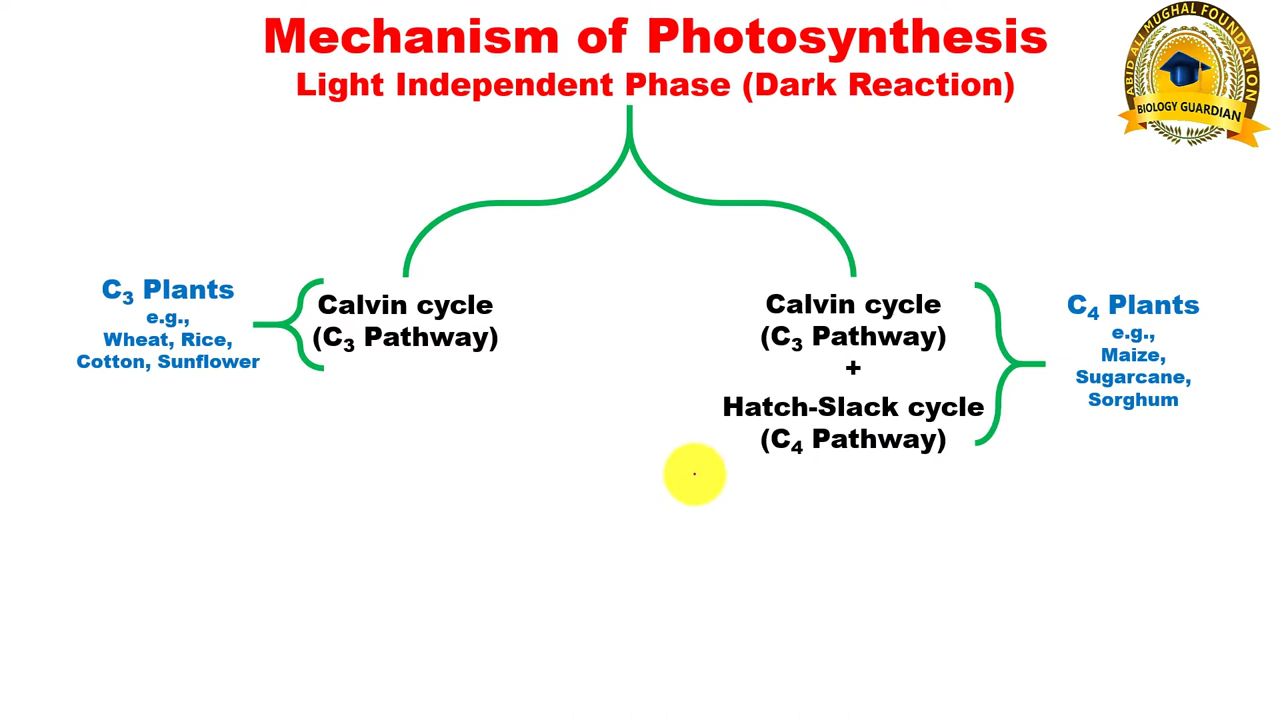 Mechanism of Photosynthesis
Light Independent Phase (Dark Reaction)
ABID ALI MUGHAL FOUNDATION
BIOLOGY GUARDIAN
C₃ Plants
e.g.,
Wheat, Rice,
Cotton, Sunflower
Calvin cycle
(C₃ Pathway)
Calvin cycle
(C₃ Pathway)
+
Hatch-Slack cycle
(C₄ Pathway)
C₄ Plants
e.g.,
Maize,
Sugarcane,
Sorghum